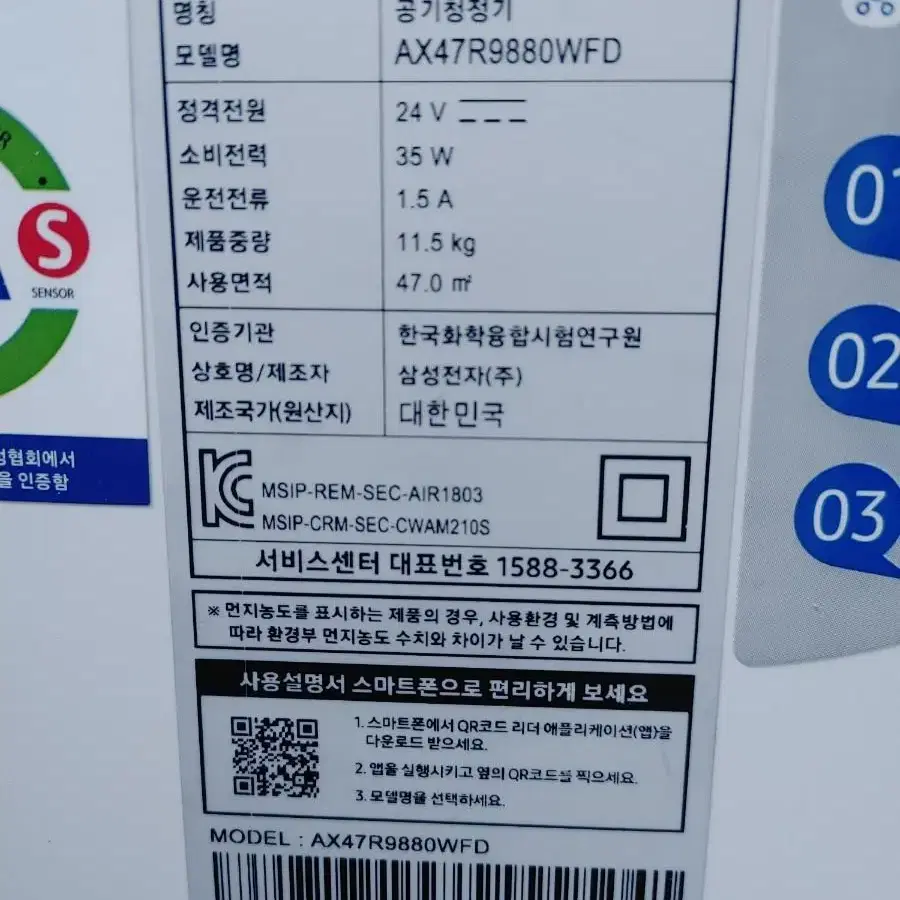 명칭 공기청정기
모델명 AX47R9880WFD
정격전원 24 V
소비전력 35 W
운전전류 1.5 A
제품중량 11.5 kg
사용면적 47.0 ㎡
인증기관 한국화학융합시험연구원
상호명/제조자 삼성전자(주)
제조국가(원산지) 대한민국
MSIP-REM-SEC-AIR1803
MSIP-CRM-SEC-CWAM210S
서비스센터 대표번호 1588-3366
※ 먼지농도를 표시하는 제품의 경우, 사용환경 및 계측방법에
따라 환경부 먼지농도 수치와 차이가 날 수 있습니다.
사용설명서 스마트폰으로 편리하게 보세요
1. 스마트폰에서 QR코드 리더 애플리케이션(앱)을
다운로드 받으세요.
2. 앱을 실행시키고 옆의 QR코드를 찍으세요.
3. 모델명을 선택하세요.
MODEL : AX47R9880WFD
S
SENSOR
협회에서
을 인증함
01
02
03